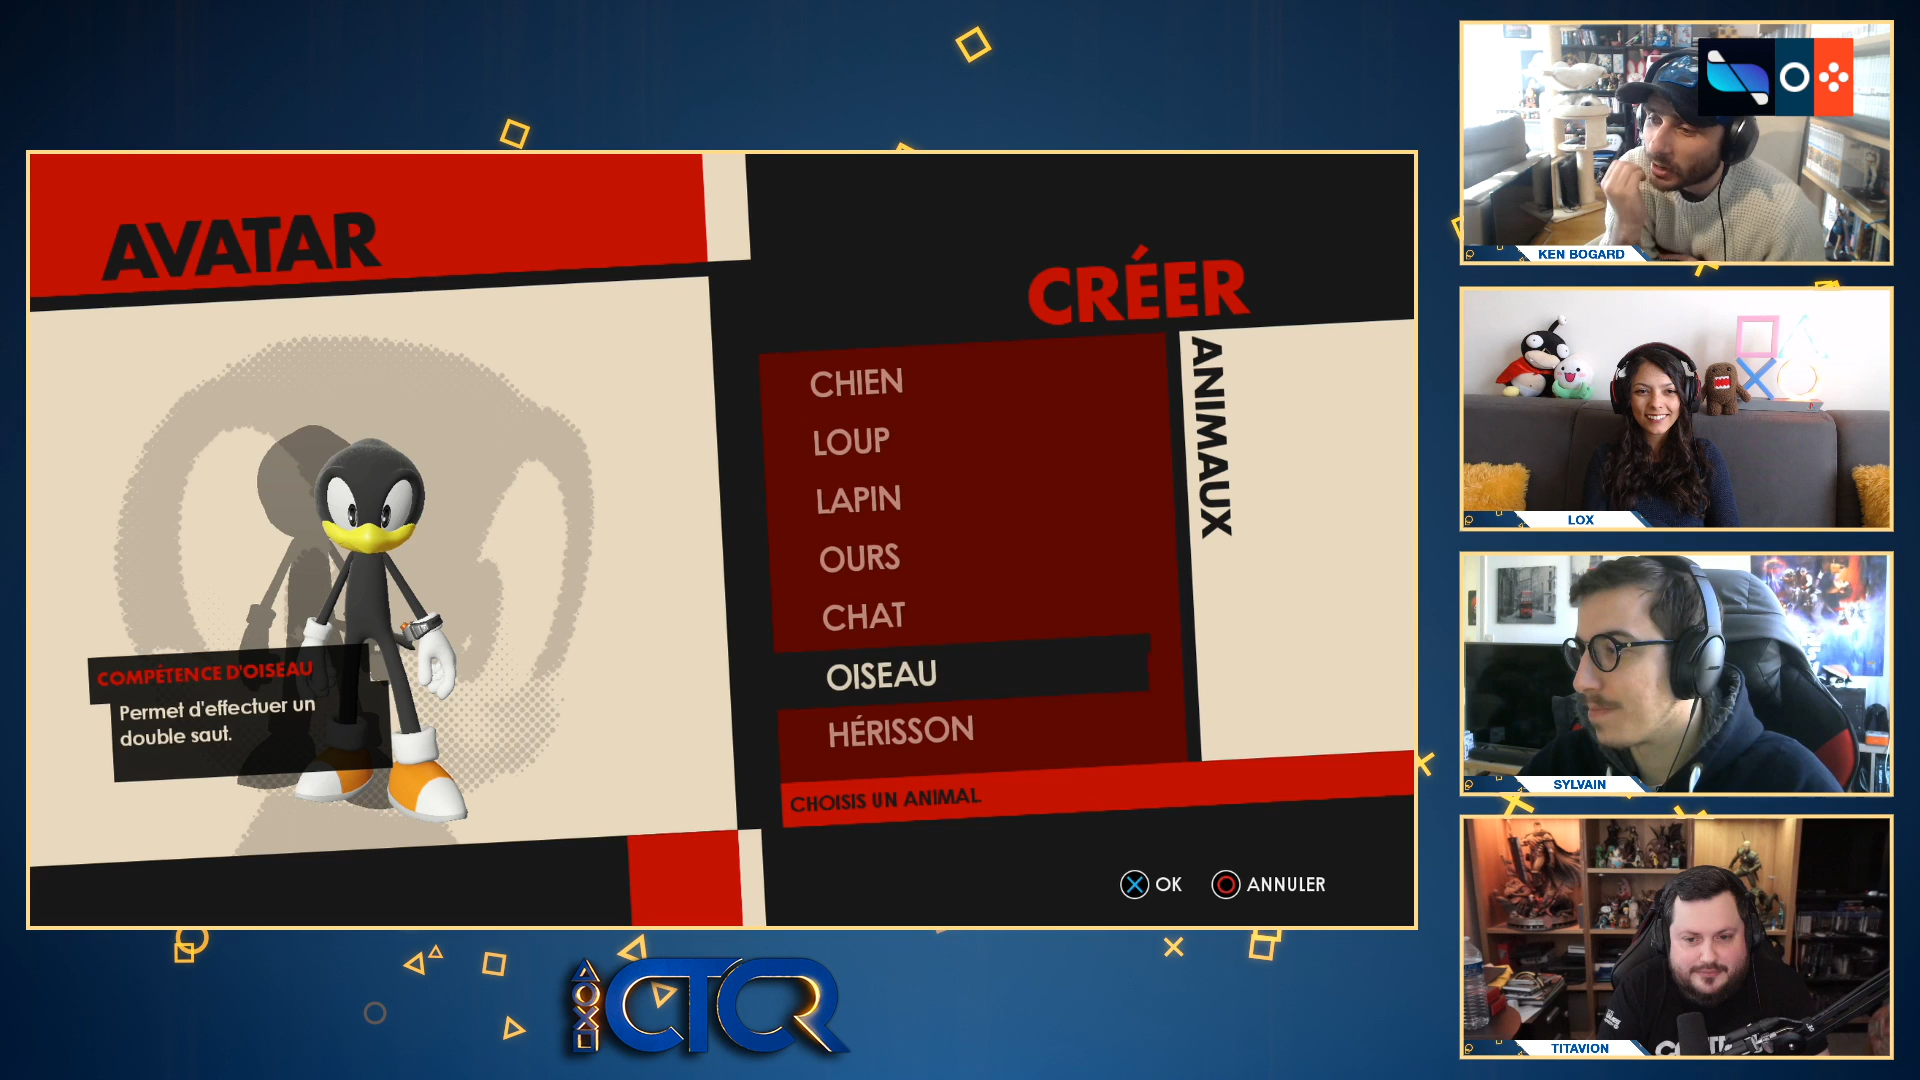 AVATAR
CRÉER
CHIEN
LOUP
LAPIN
OURS
CHAT
OISEAU
HÉRISSON
ANIMAUX
COMPÉTENCE D'OISEAU
Permet d'effectuer un
double saut.
CHOISIS UN ANIMAL
OK
ANNULER
CTCR
KEN BOGARD
LOX
SYLVAIN
TITAVION